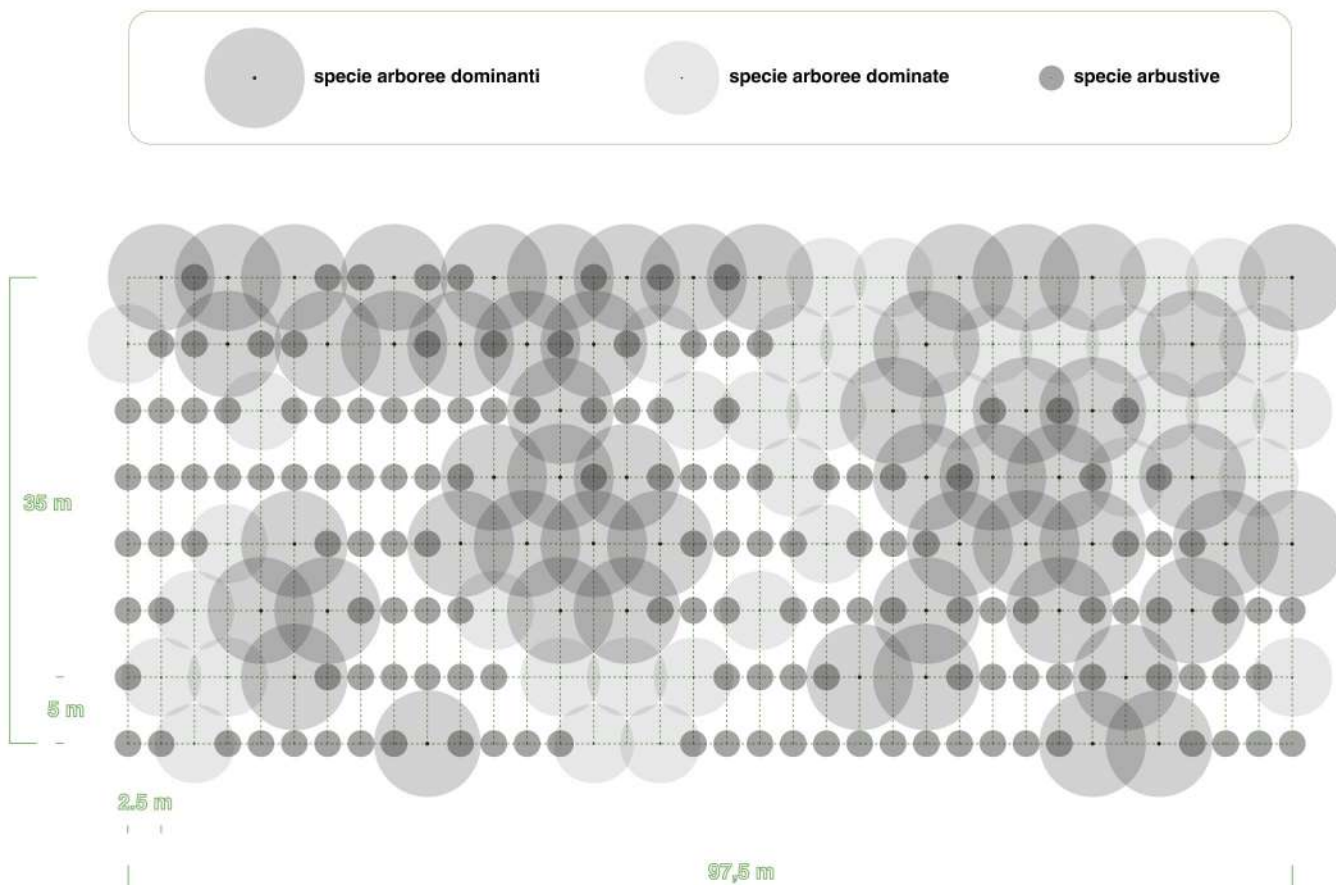 specie arboree dominanti
specie arboree dominate
specie arbustive
35 m
5 m
2.5 m
97,5 m